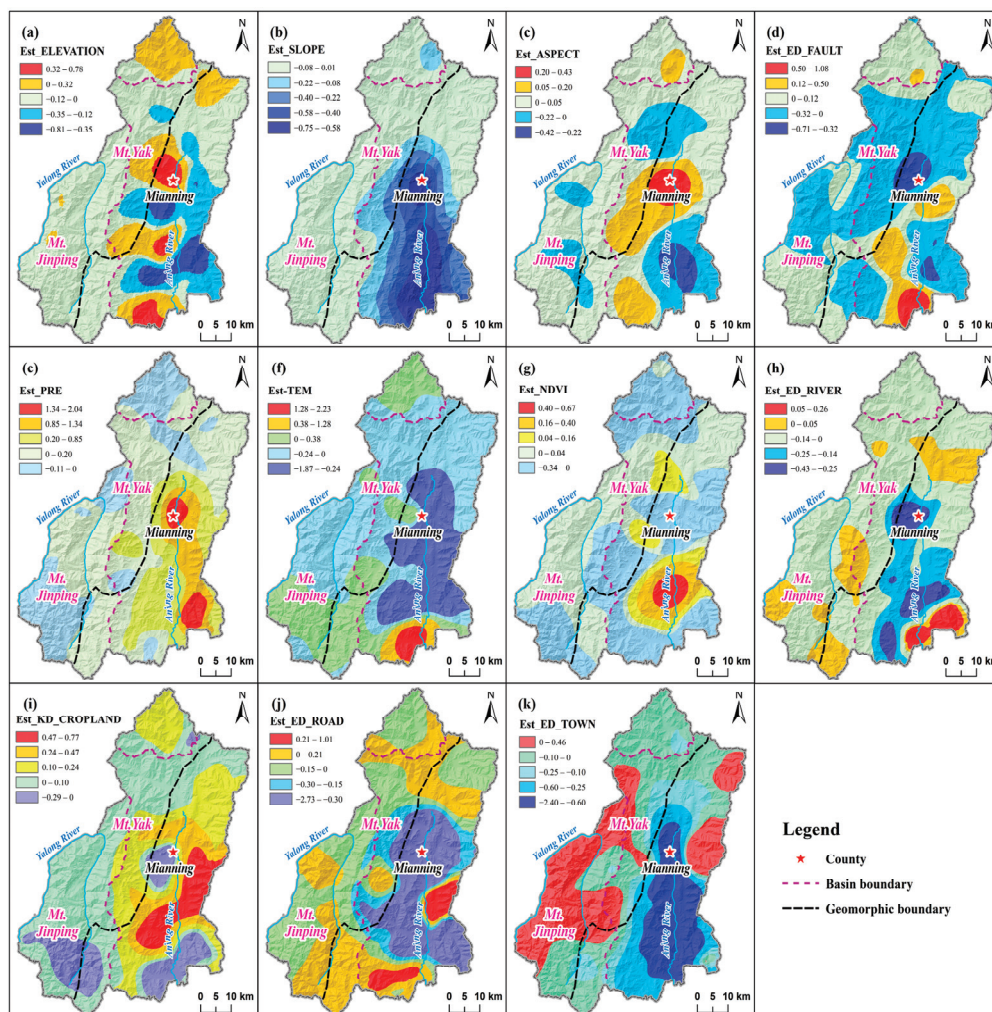 (a)
N
Est_ELEVATION
0.32 – 0.78
0 – 0.32
−0.12 – 0
−0.35 – −0.12
−0.81 – −0.35
Mt.Yak
Yalong River
Mianning
Mt.
Jinping
Anning River
0 5 10 km
(b)
N
Est_SLOPE
−0.08 – 0.01
−0.22 – −0.08
−0.40 – −0.22
−0.58 – −0.40
−0.75 – −0.58
Mt.Yak
Yalong River
Mianning
Mt.
Jinping
Anning River
0 5 10 km
(c)
N
Est_ASPECT
0.20 – 0.43
0.05 – 0.20
0 – 0.05
−0.22 – 0
−0.42 – −0.22
Mt.Yak
Yalong River
Mianning
Mt.
Jinping
Anning River
0 5 10 km
(d)
N
Est_ED_FAULT
0.50 1.08
0.12 – 0.50
0 – 0.12
−0.32 – 0
−0.71 – −0.32
Mt.Yak
Yalong River
Mianning
Mt.
Jinping
Anning River
0 5 10 km
(c)
N
Est_PRE
1.34 – 2.04
0.85 – 1.34
0.20 – 0.85
0 – 0.20
−0.11 – 0
Mt.Yak
Yalong River
Mianning
Mt.
Jinping
Anning River
0 5 10 km
(f)
N
Est-TEM
1.28 – 2.23
0.38 – 1.28
0 – 0.38
−0.24 – 0
−1.87 – −0.24
Mt.Yak
Yalong River
Mianning
Mt.
Jinping
Anning River
0 5 10 km
(g)
N
Est_NDVI
0.40 – 0.67
0.16 – 0.40
0.04 – 0.16
0 – 0.04
−0.34 0
Mt.Yak
Yalong River
Mianning
Mt.
Jinping
Anning River
0 5 10 km
(h)
N
Est_ED_RIVER
0.05 – 0.26
0 – 0.05
−0.14 – 0
−0.25 – −0.14
−0.43 – −0.25
Mt.Yak
Yalong River
Mianning
Mt.
Jinping
Anning River
0 5 10 km
(i)
N
Est_KD_CROPLAND
0.47 – 0.77
0.24 – 0.47
0.10 – 0.24
0 – 0.10
−0.29 – 0
Mt.Yak
Yalong River
Mianning
Mt.
Jinping
Anning River
0 5 10 km
(j)
N
Est_ED_ROAD
0.21 – 1.01
0 0.21
−0.15 – 0
−0.30 – −0.15
−2.73 – −0.30
Mt.Yak
Yalong River
Mianning
Mt.
Jinping
Anning River
0 5 10 km
(k)
N
Est_ED_TOWN
0 – 0.46
−0.10 – 0
−0.25 – −0.10
−0.60 – −0.25
−2.40 – −0.60
Mt.Yak
Yalong River
Mianning
Mt.
Jinping
Anning River
0 5 10 km
Legend
County
Basin boundary
Geomorphic boundary